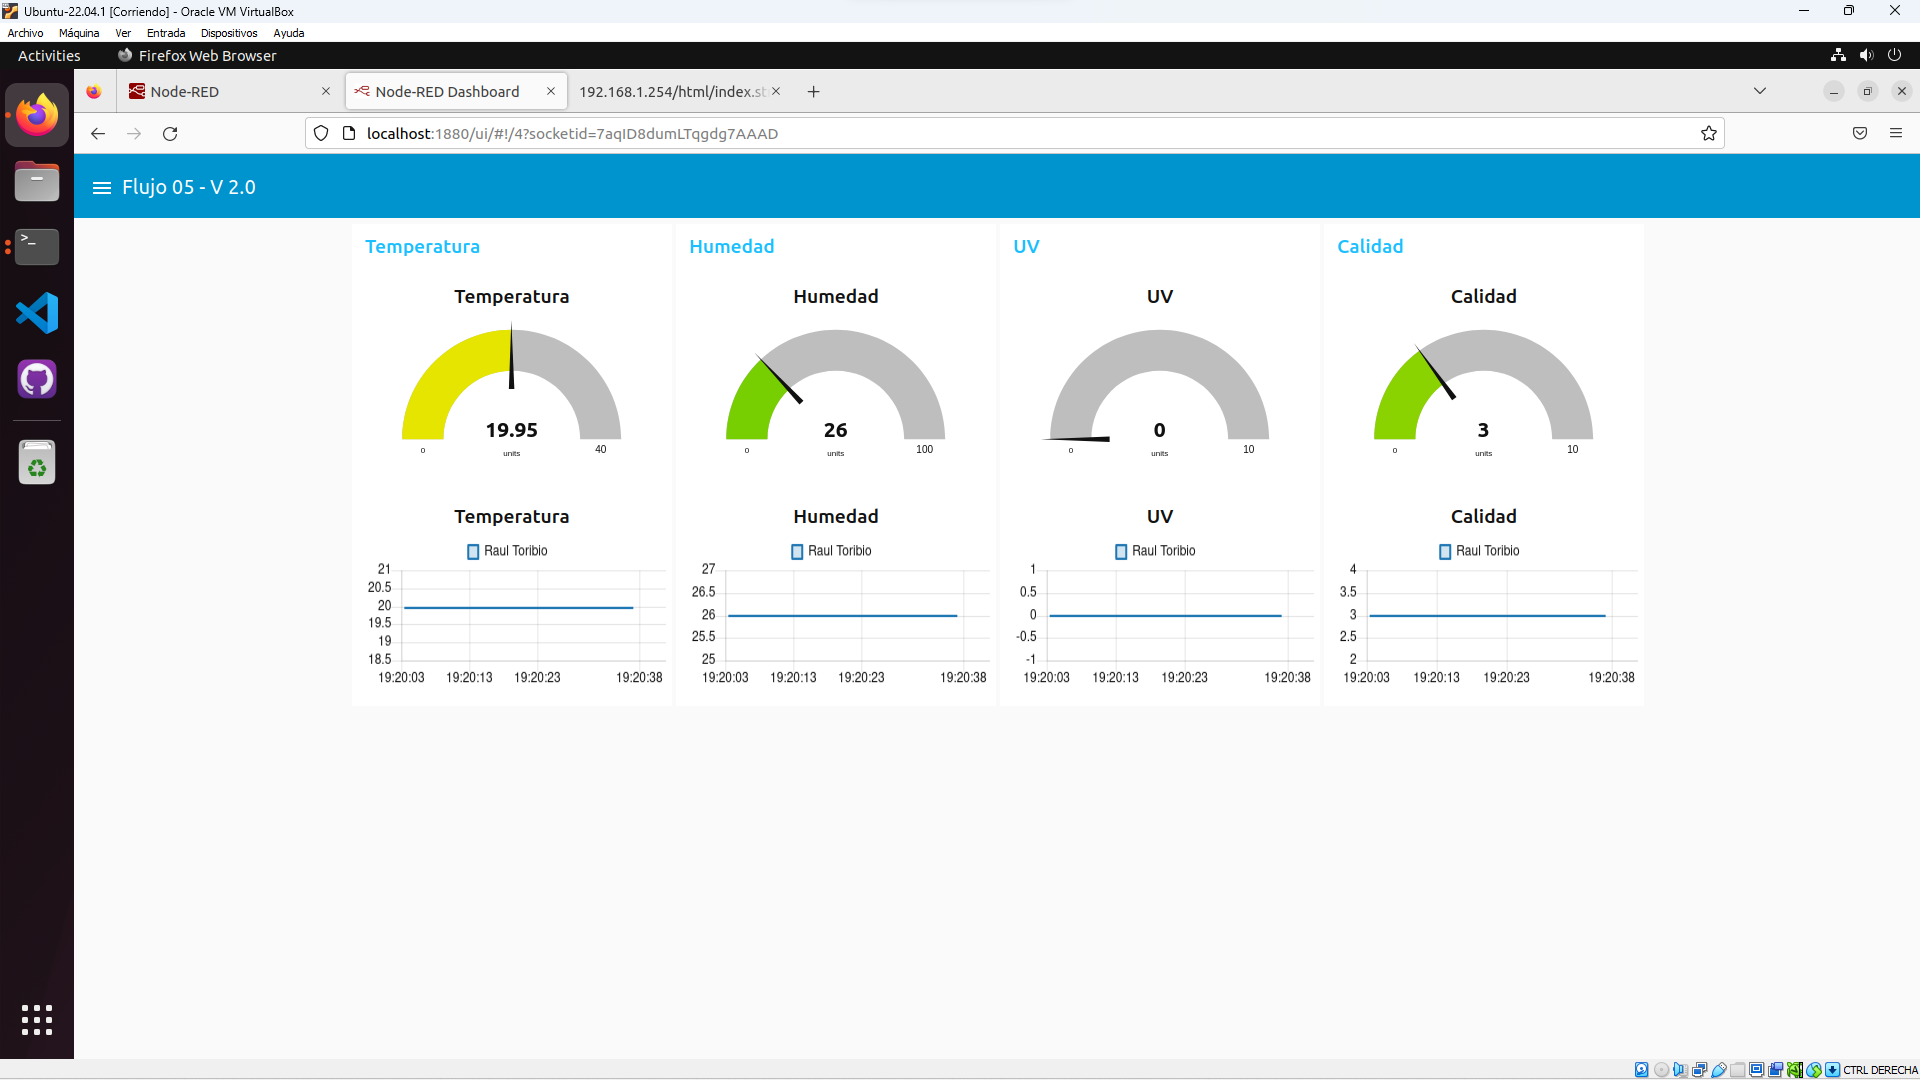 Ubuntu-22.04.1 [Corriendo] - Oracle VM VirtualBox
Archivo Máquina Ver Entrada Dispositivos Ayuda
Activities Firefox Web Browser
Node-RED Node-RED Dashboard 192.168.1.254/html/index.st
localhost:1880/ui/#!/4?socketid=7aqID8dumLTqgdg7AAAD
Flujo 05 - V 2.0
Temperatura Humedad UV Calidad
Temperatura Humedad UV Calidad
19.95 26 0 3
0 units 40 0 units 100 0 units 10 0 units 10
Temperatura Humedad UV Calidad
Raul Toribio Raul Toribio Raul Toribio Raul Toribio
21 27 1 4
20.5 26.5 0.5 3.5
20 26 0 3
19.5 25.5 -0.5 2.5
19 25 -1 2
18.5
19:20:03 19:20:13 19:20:23 19:20:38 19:20:03 19:20:13 19:20:23 19:20:38 19:20:03 19:20:13 19:20:23 19:20:38 19:20:03 19:20:13 19:20:23 19:20:38
CTRL DERECHA